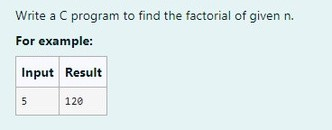 Write a C program to find the factorial of given n.
For example:
Input Result
5 120